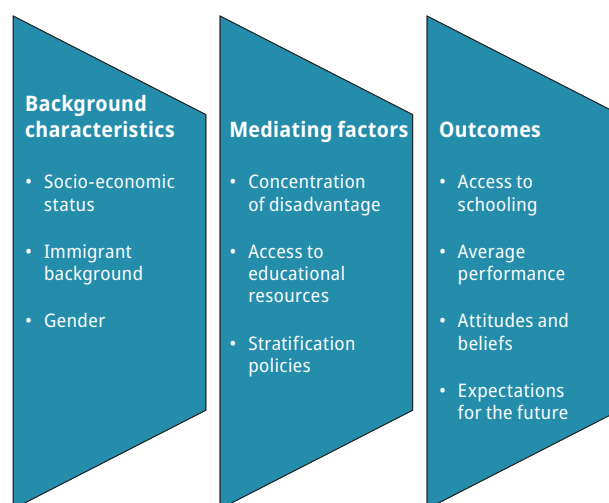 Background
characteristics
• Socio-economic
status
• Immigrant
background
• Gender
Mediating factors
• Concentration
of disadvantage
• Access to
educational
resources
• Stratification
policies
Outcomes
• Access to
schooling
• Average
performance
• Attitudes and
beliefs
• Expectations
for the future